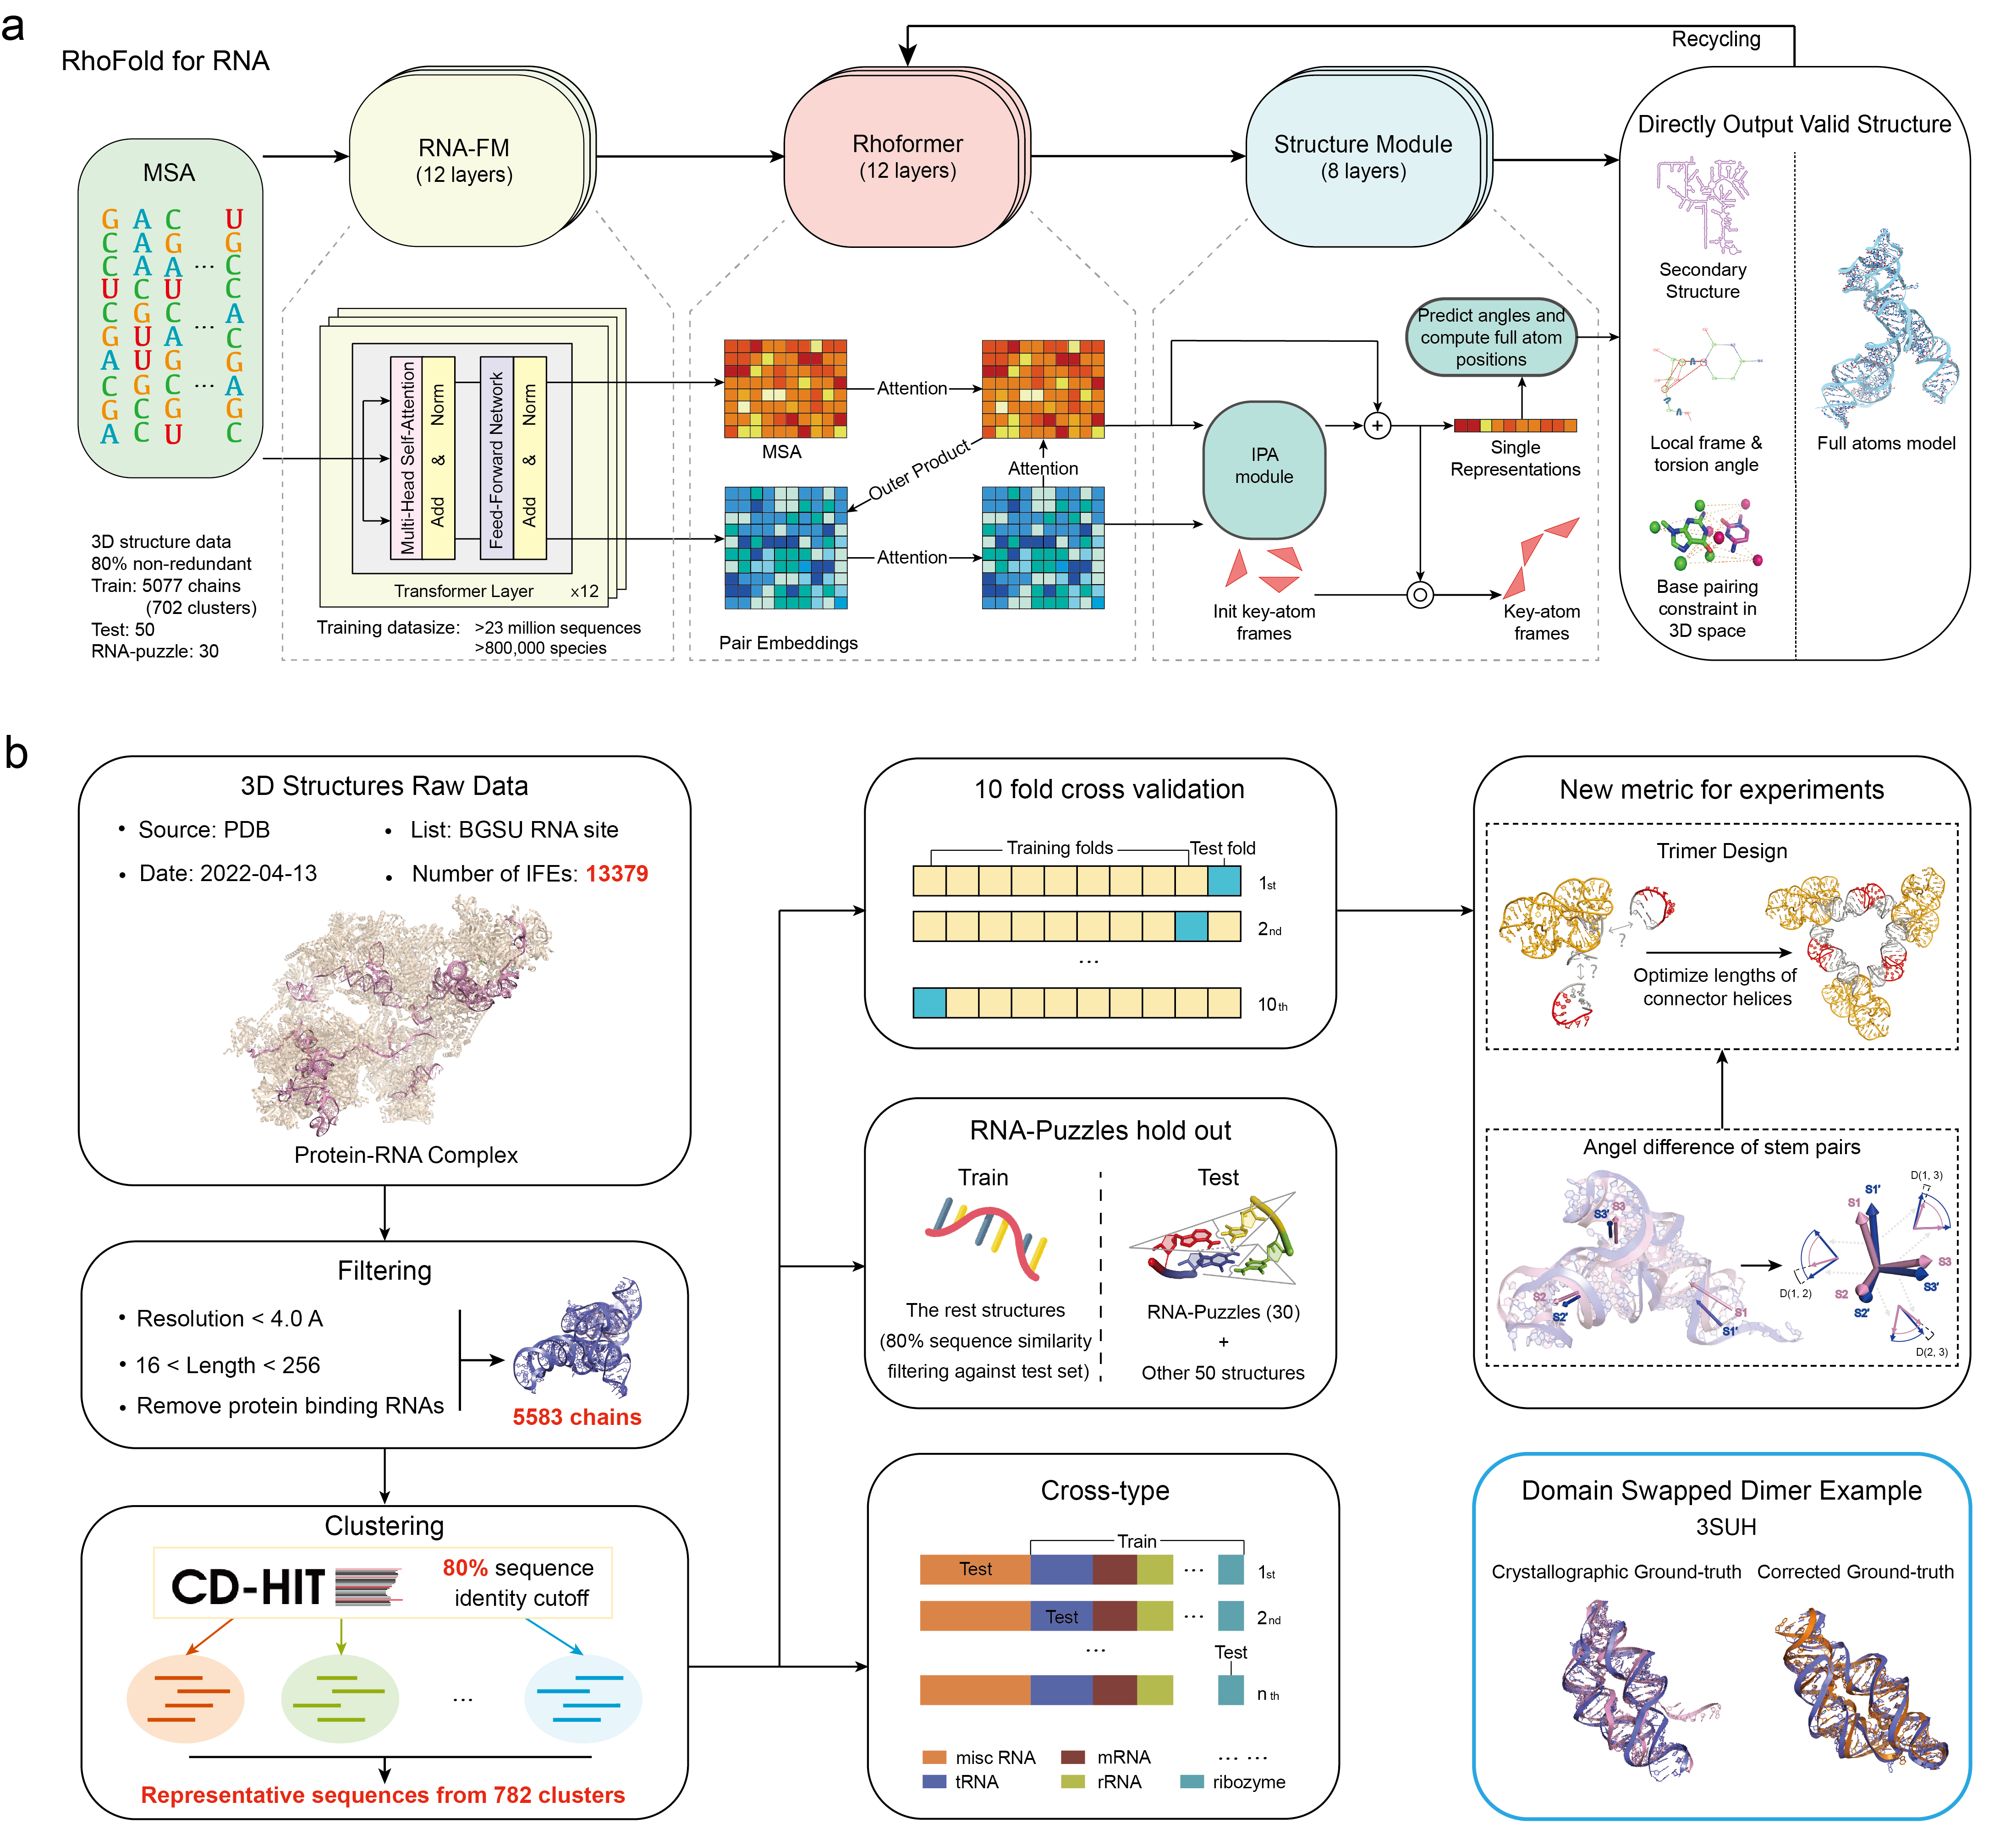 a
RhoFold for RNA
Recycling
MSA
G A C U
C A G G
C A A ... C
U C U C
C G C A
G U A ... C
A U G G
C G C ... A
G C G G
A C U C
3D structure data
80% non-redundant
Train: 5077 chains
(702 clusters)
Test: 50
RNA-puzzle: 30
RNA-FM
(12 layers)
Multi-Head Self-Attention
Add & Norm
Feed-Forward Network
Add & Norm
Transformer Layer x12
Training datasize: >23 million sequences
>800,000 species
Rhoformer
(12 layers)
Attention
MSA
Outer Product
Attention
Attention
Pair Embeddings
Structure Module
(8 layers)
Predict angles and
compute full atom
positions
IPA
module
+
Single
Representations
Init key-atom
frames
Key-atom
frames
Directly Output Valid Structure
Secondary
Structure
Local frame &
torsion angle
Full atoms model
Base pairing
constraint in
3D space
b
3D Structures Raw Data
• Source: PDB
• List: BGSU RNA site
• Date: 2022-04-13
• Number of IFEs: 13379
Protein-RNA Complex
Filtering
• Resolution < 4.0 A
• 16 < Length < 256
• Remove protein binding RNAs
5583 chains
Clustering
CD-HIT
80% sequence
identity cutoff
...
Representative sequences from 782 clusters
10 fold cross validation
Training folds
Test fold
1st
2nd
...
10th
RNA-Puzzles hold out
Train
Test
The rest structures
(80% sequence similarity
filtering against test set)
RNA-Puzzles (30)
+
Other 50 structures
Cross-type
Train
Test ... 1st
Test ... 2nd
...
Test
n th
misc RNA
mRNA
... ...
tRNA
rRNA
ribozyme
New metric for experiments
Trimer Design
?
?
Optimize lengths of
connector helices
Angel difference of stem pairs
S3' S3
S2
S2'
S1
S1'
D(1, 3)
S1 S1'
S3
S3'
S2
S2'
D(1, 2)
D(2, 3)
Domain Swapped Dimer Example
3SUH
Crystallographic Ground-truth
Corrected Ground-truth